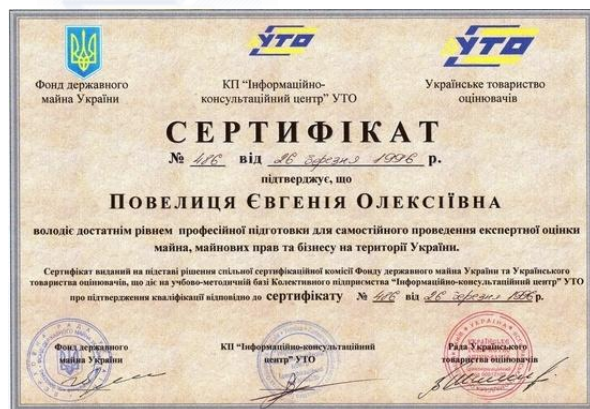 УТО
УТО
Фонд державного
майна України
КП “Інформаційно-
консультаційний центр” УТО
Українське товариство
оцінювачів
СЕРТИФІКАТ
№ 486 від 26 березня 1996 р.
підтверджує, що
ПОВЕЛИЦЯ ЄВГЕНІЯ ОЛЕКСІЇВНА
володіє достатнім рівнем професійної підготовки для самостійного проведення експертної оцінки
майна, майнових прав та бізнесу на території України.
Сертифікат виданий на підставі рішення спільної сертифікаційної комісії Фонду державного майна України та Українського
товариства оцінювачів, що діє на учбово-методичній базі Колективного підприємства “Інформаційно-консультаційний центр” УТО
про підтвердження кваліфікації відповідно до сертифікату № 486 від 26 березня 1996 р.
Фонд державного
майна України
КП “Інформаційно-консультаційний
центр” УТО
Рада Українського
товариства оцінювачів